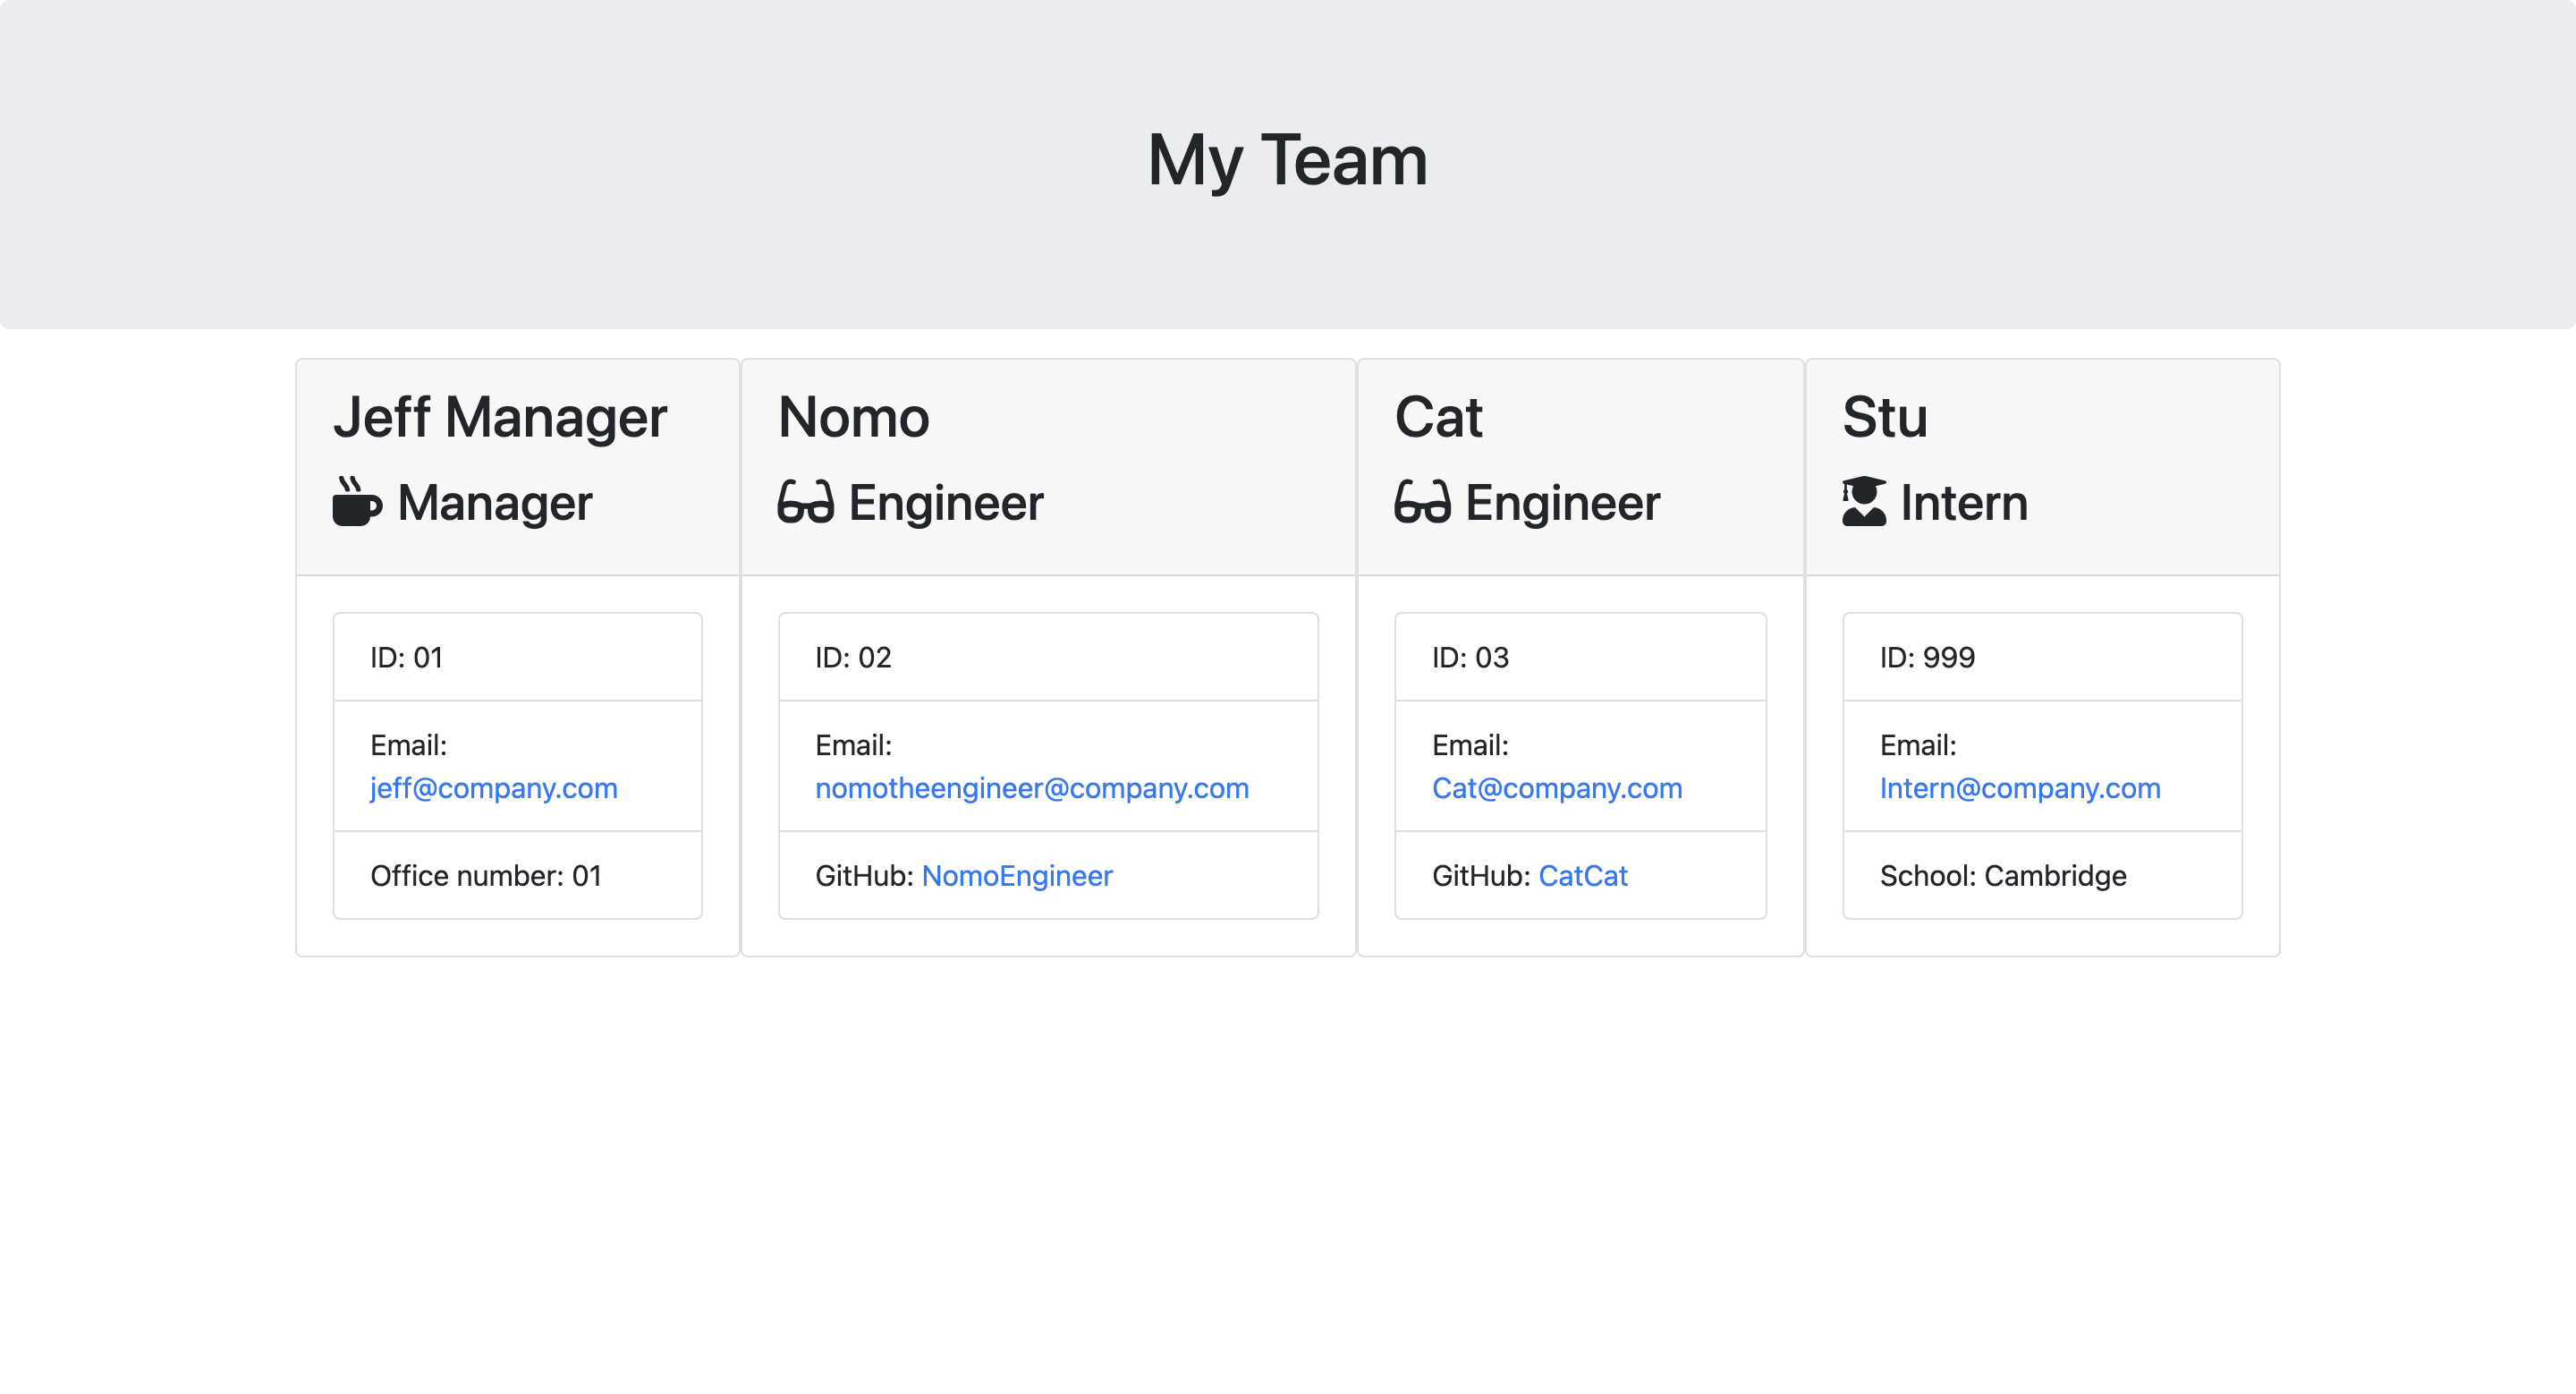 My Team
Jeff Manager
Manager
ID: 01
Email:
jeff@company.com
Office number: 01
Nomo
Engineer
ID: 02
Email:
nomotheengineer@company.com
GitHub: NomoEngineer
Cat
Engineer
ID: 03
Email:
Cat@company.com
GitHub: CatCat
Stu
Intern
ID: 999
Email:
Intern@company.com
School: Cambridge